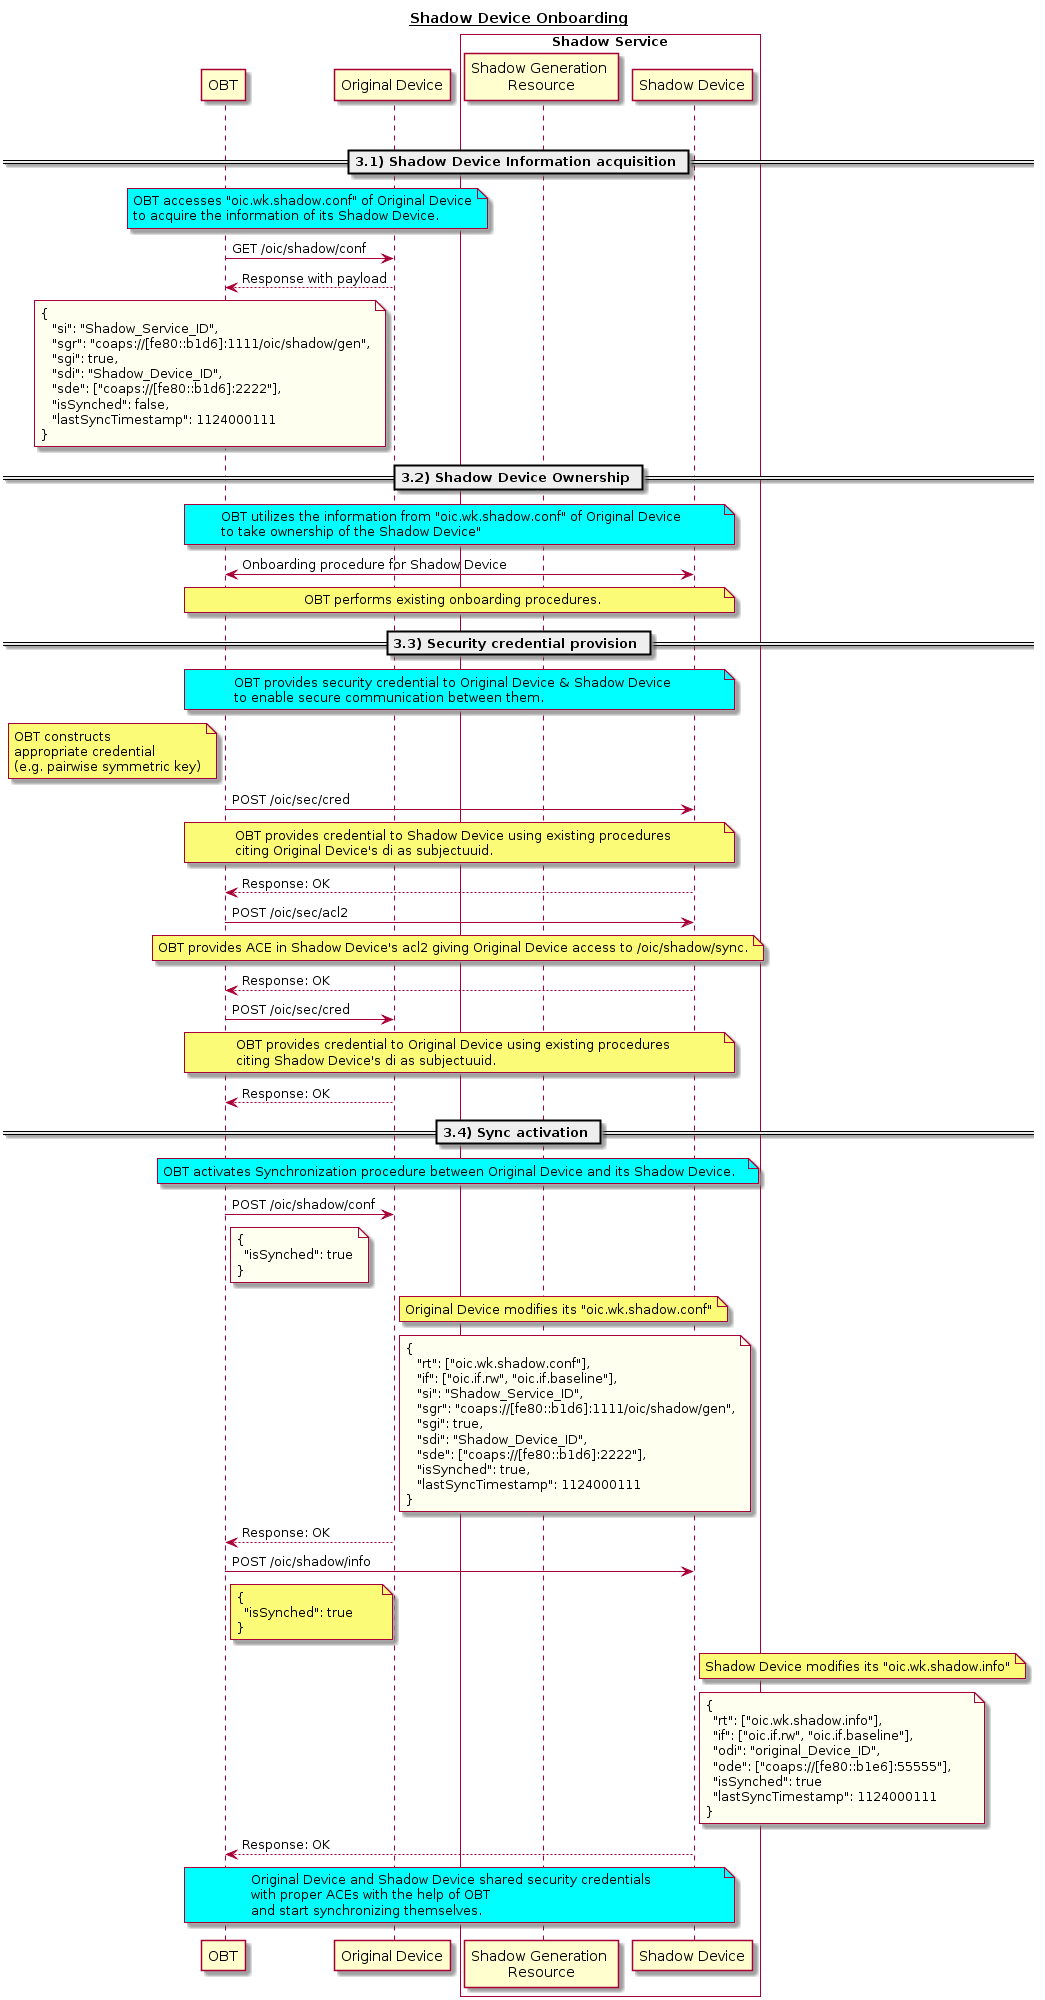 Shadow Device Onboarding
Shadow Service
OBT
Original Device
Shadow Generation
Resource
Shadow Device
3.1) Shadow Device Information acquisition
OBT accesses "oic.wk.shadow.conf" of Original Device
to acquire the information of its Shadow Device.
GET /oic/shadow/conf
Response with payload
{
"si": "Shadow_Service_ID",
"sgr": "coaps://[fe80::b1d6]:1111/oic/shadow/gen",
"sgi": true,
"sdi": "Shadow_Device_ID",
"sde": ["coaps://[fe80::b1d6]:2222"],
"isSynched": false,
"lastSyncTimestamp": 1124000111
}
3.2) Shadow Device Ownership
OBT utilizes the information from "oic.wk.shadow.conf" of Original Device
to take ownership of the Shadow Device"
Onboarding procedure for Shadow Device
OBT performs existing onboarding procedures.
3.3) Security credential provision
OBT provides security credential to Original Device & Shadow Device
to enable secure communication between them.
OBT constructs
appropriate credential
(e.g. pairwise symmetric key)
POST /oic/sec/cred
OBT provides credential to Shadow Device using existing procedures
citing Original Device's di as subjectuuid.
Response: OK
POST /oic/sec/acl2
OBT provides ACE in Shadow Device's acl2 giving Original Device access to /oic/shadow/sync.
Response: OK
POST /oic/sec/cred
OBT provides credential to Original Device using existing procedures
citing Shadow Device's di as subjectuuid.
Response: OK
3.4) Sync activation
OBT activates Synchronization procedure between Original Device and its Shadow Device.
POST /oic/shadow/conf
{
"isSynched": true
}
Original Device modifies its "oic.wk.shadow.conf"
{
"rt": ["oic.wk.shadow.conf"],
"if": ["oic.if.rw", "oic.if.baseline"],
"si": "Shadow_Service_ID",
"sgr": "coaps://[fe80::b1d6]:1111/oic/shadow/gen",
"sgi": true,
"sdi": "Shadow_Device_ID",
"sde": ["coaps://[fe80::b1d6]:2222"],
"isSynched": true,
"lastSyncTimestamp": 1124000111
}
Response: OK
POST /oic/shadow/info
{
"isSynched": true
}
Shadow Device modifies its "oic.wk.shadow.info"
{
"rt": ["oic.wk.shadow.info"],
"if": ["oic.if.rw", "oic.if.baseline"],
"odi": "original_Device_ID",
"ode": ["coaps://[fe80::b1e6]:55555"],
"isSynched": true
"lastSyncTimestamp": 1124000111
}
Response: OK
Original Device and Shadow Device shared security credentials
with proper ACEs with the help of OBT
and start synchronizing themselves.
OBT
Original Device
Shadow Generation
Resource
Shadow Device